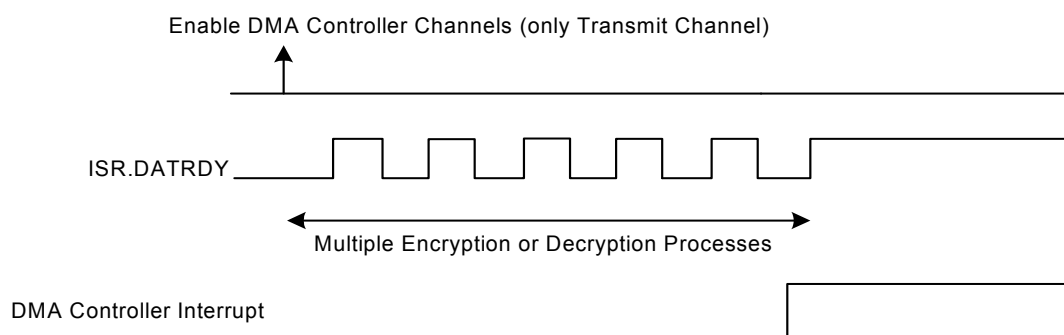 Enable DMA Controller Channels (only Transmit Channel)
ISR.DATRDY
Multiple Encryption or Decryption Processes
DMA Controller Interrupt